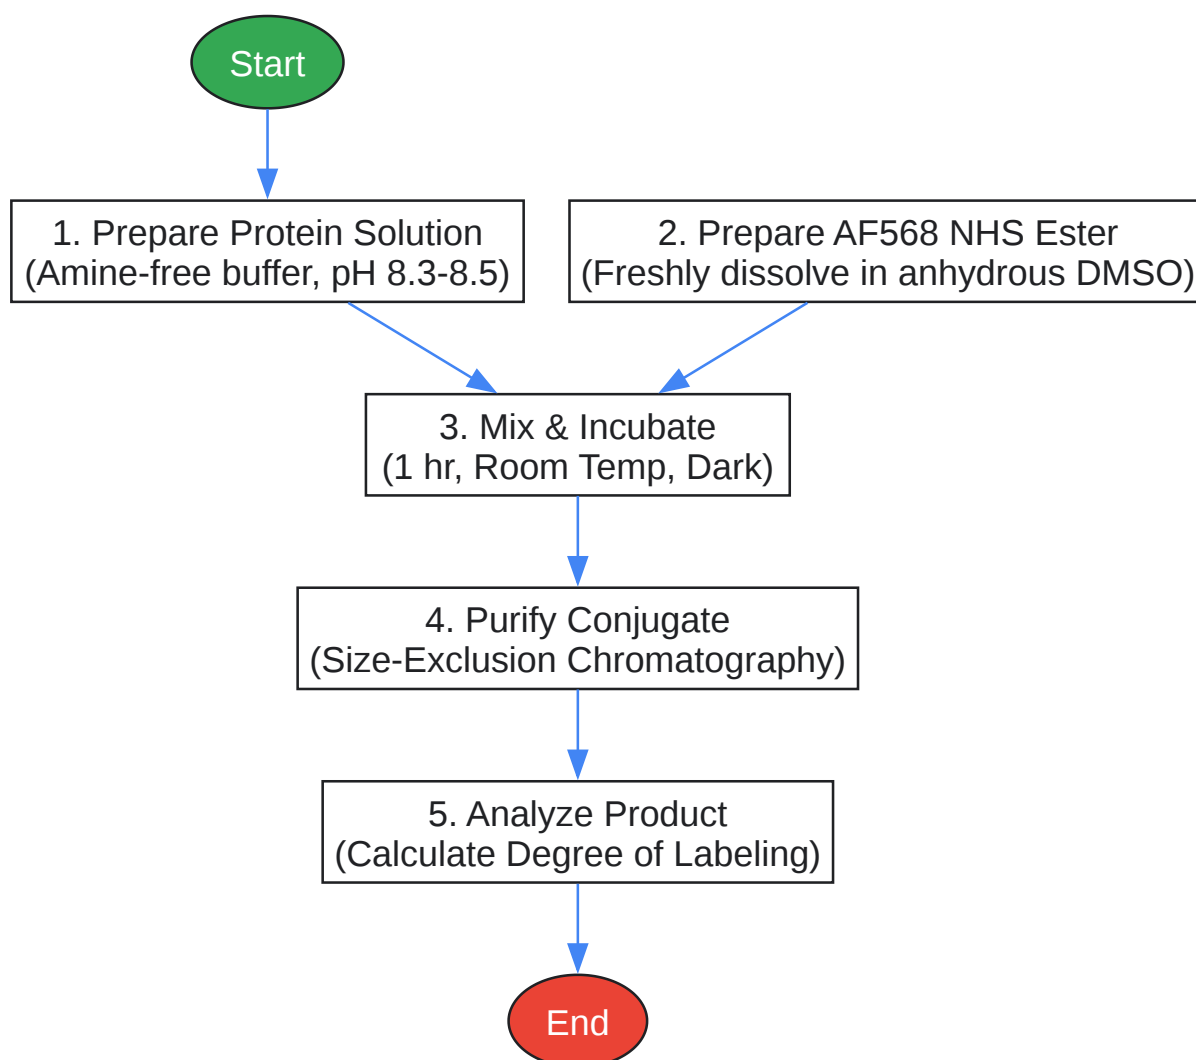 Start
1. Prepare Protein Solution
(Amine-free buffer, pH 8.3-8.5)
2. Prepare AF568 NHS Ester
(Freshly dissolve in anhydrous DMSO)
3. Mix & Incubate
(1 hr, Room Temp, Dark)
4. Purify Conjugate
(Size-Exclusion Chromatography)
5. Analyze Product
(Calculate Degree of Labeling)
End